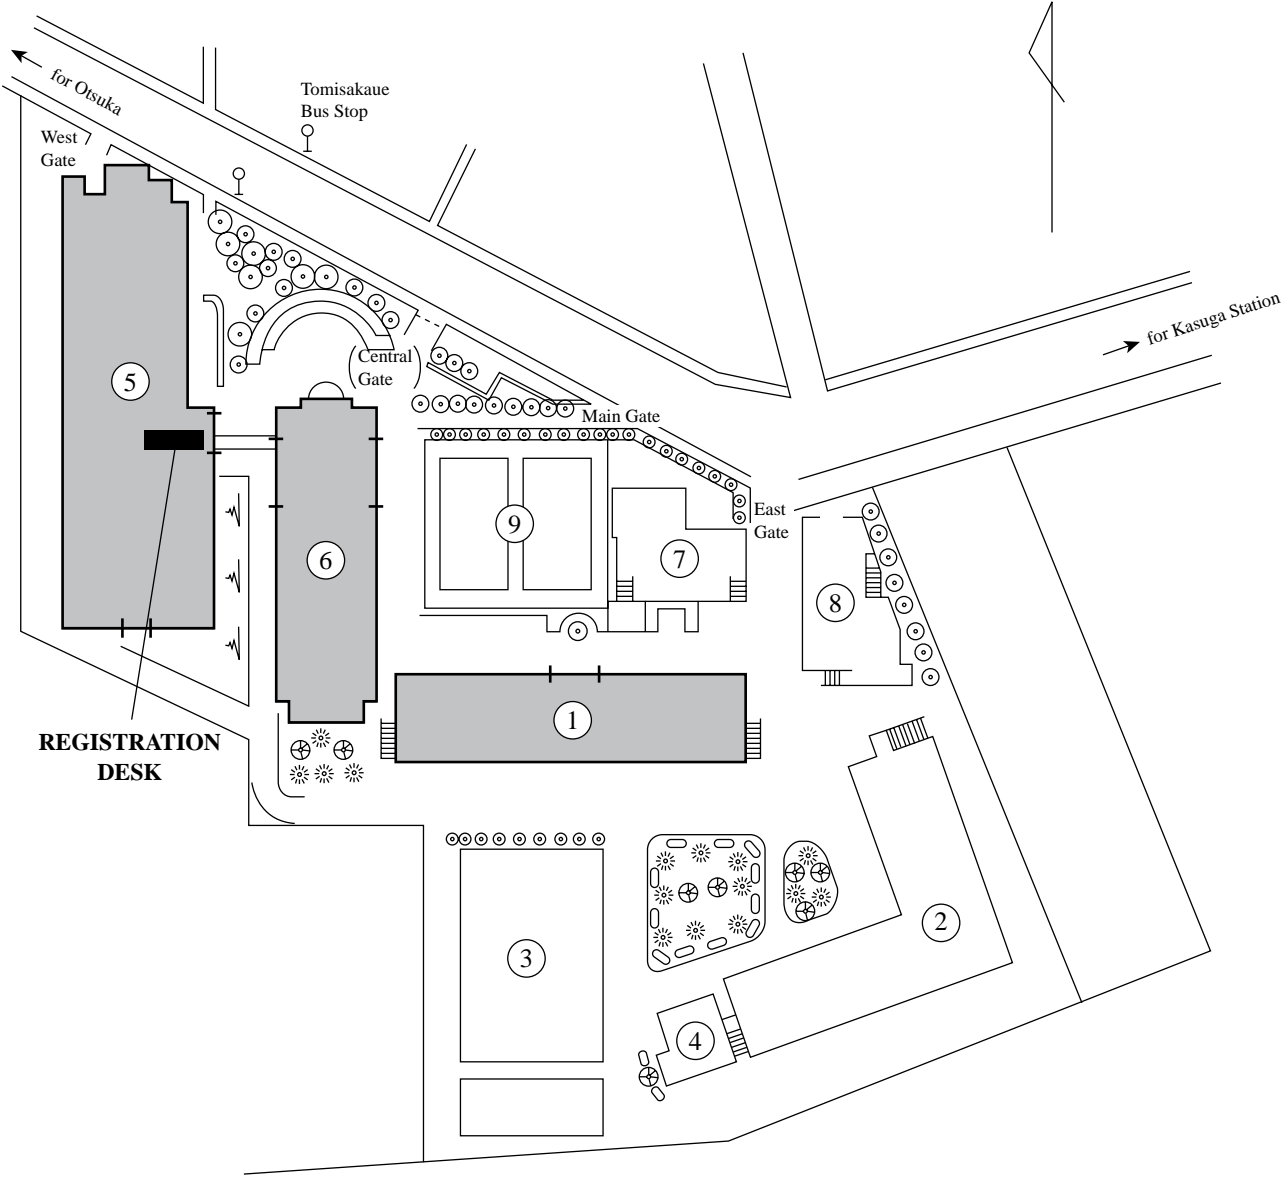 for Otsuka
Tomisakaue
Bus Stop
West
Gate
for Kasuga Station
Central
Gate
5
Main Gate
9
East
Gate
7
6
8
1
REGISTRATION
DESK
2
3
4